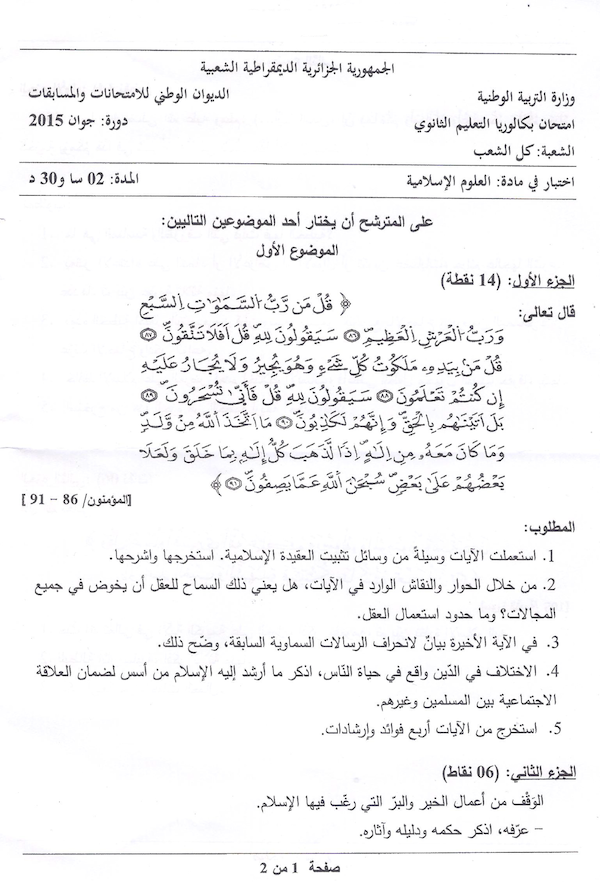 الجمهورية الجزائرية الديمقراطية الشعبية
وزارة التربية الوطنية الديوان الوطني للامتحانات والمسابقات
امتحان بكالوريا التعليم الثانوي دورة: جوان 2015
الشعبة: كل الشعب
اختبار في مادة: العلوم الإسلامية المدة: 02 سا و30 د
على المترشح أن يختار أحد الموضوعين التاليين:
الموضوع الأول
الجزء الأول: (14 نقطة)
قال تعالى: ﴿ قُلْ مَن رَّبُّ السَّمَٰوَٰتِ السَّبْعِ
وَرَبُّ الْعَرْشِ الْعَظِيمِ ٨٦ سَيَقُولُونَ لِلَّهِ قُلْ أَفَلَا تَتَّقُونَ ٨٧
قُلْ مَنۢ بِيَدِهِۦ مَلَكُوتُ كُلِّ شَيْءٍ وَهُوَ يُجِيرُ وَلَا يُجَارُ عَلَيْهِ
إِن كُنتُمْ تَعْلَمُونَ ٨٨ سَيَقُولُونَ لِلَّهِ قُلْ فَأَنَّىٰ تُسْحَرُونَ ٨٩
بَلْ أَتَيْنَٰهُم بِالْحَقِّ وَإِنَّهُمْ لَكَٰذِبُونَ ٩٠ مَا اتَّخَذَ اللَّهُ مِن وَلَدٍ
وَمَا كَانَ مَعَهُۥ مِنْ إِلَٰهٍ إِذًا لَّذَهَبَ كُلُّ إِلَٰهٍۭ بِمَا خَلَقَ وَلَعَلَا
بَعْضُهُمْ عَلَىٰ بَعْضٍ سُبْحَٰنَ اللَّهِ عَمَّا يَصِفُونَ ٩١ ﴾
[المؤمنون/ 86 – 91 ]
المطلوب:
1. استعملت الآيات وسيلةً من وسائل تثبيت العقيدة الإسلامية. استخرجها واشرحها.
2. من خلال الحوار والنقاش الوارد في الآيات، هل يعني ذلك السماح للعقل أن يخوض في جميع
المجالات؟ وما حدود استعمال العقل.
3. في الآية الأخيرة بيانٌ لانحراف الرسالات السماوية السابقة، وضّح ذلك.
4. الاختلاف في الدّين واقع في حياة النّاس، اذكر ما أرشد إليه الإسلام من أسس لضمان العلاقة
الاجتماعية بين المسلمين وغيرهم.
5. استخرج من الآيات أربع فوائد وإرشادات.
الجزء الثاني: (06 نقاط)
الوَقْف من أعمال الخير والبرّ التي رغّب فيها الإسلام.
– عرّفه، اذكر حكمه ودليله وآثاره.
صفحة 1 من 2